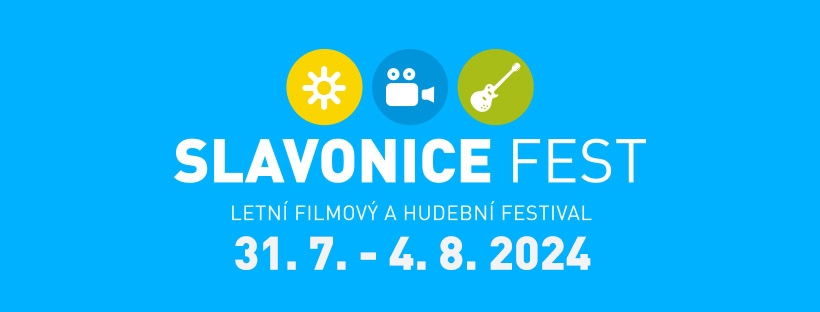 SLAVONICE FEST
LETNÍ FILMOVÝ A HUDEBNÍ FESTIVAL
31. 7. - 4. 8. 2024